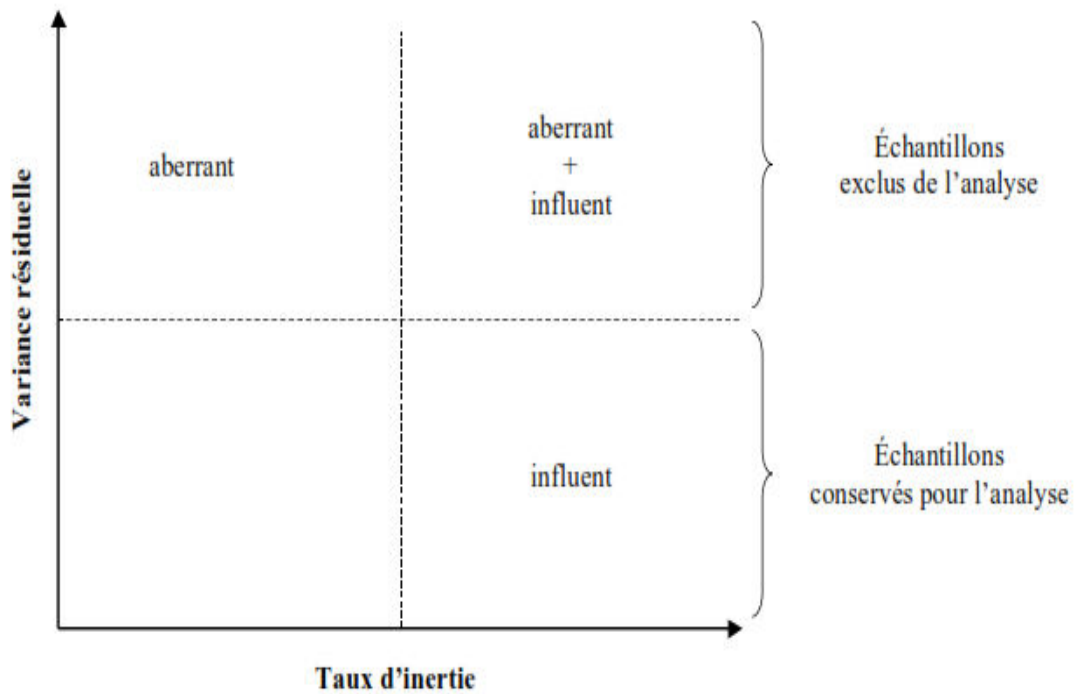 Variance résiduelle
aberrant
aberrant
+
influent
Échantillons
exclus de l’analyse
influent
Échantillons
conservés pour l’analyse
Taux d’inertie